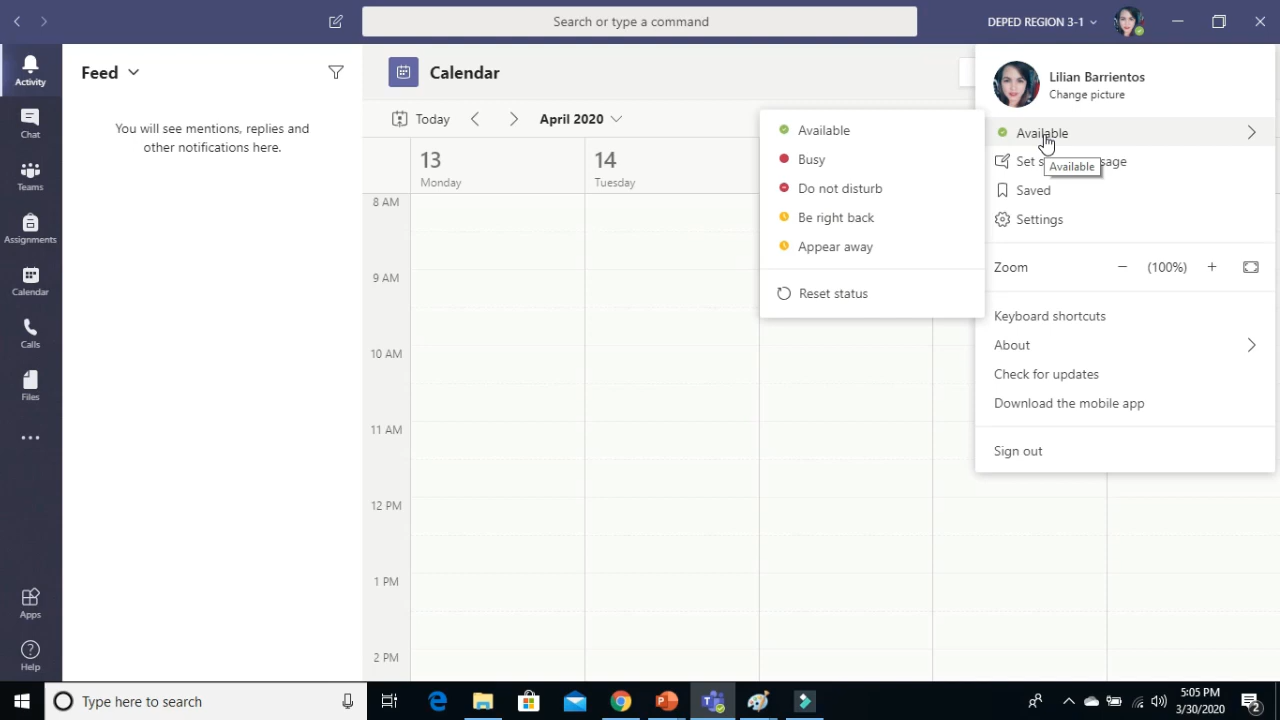 Search or type a command
DEPED REGION 3-1
Activity
Chat
Teams
Assignments
Calendar
Calls
Files
Apps
Help
Feed
You will see mentions, replies and
other notifications here.
Calendar
Today
April 2020
13
Monday
14
Tuesday
8 AM
9 AM
10 AM
11 AM
12 PM
1 PM
2 PM
Available
Busy
Do not disturb
Be right back
Appear away
Reset status
Lilian Barrientos
Change picture
Available
Available
Set
Saved
Settings
Zoom
(100%)
Keyboard shortcuts
About
Check for updates
Download the mobile app
Sign out
Type here to search
5:05 PM
3/30/2020
2